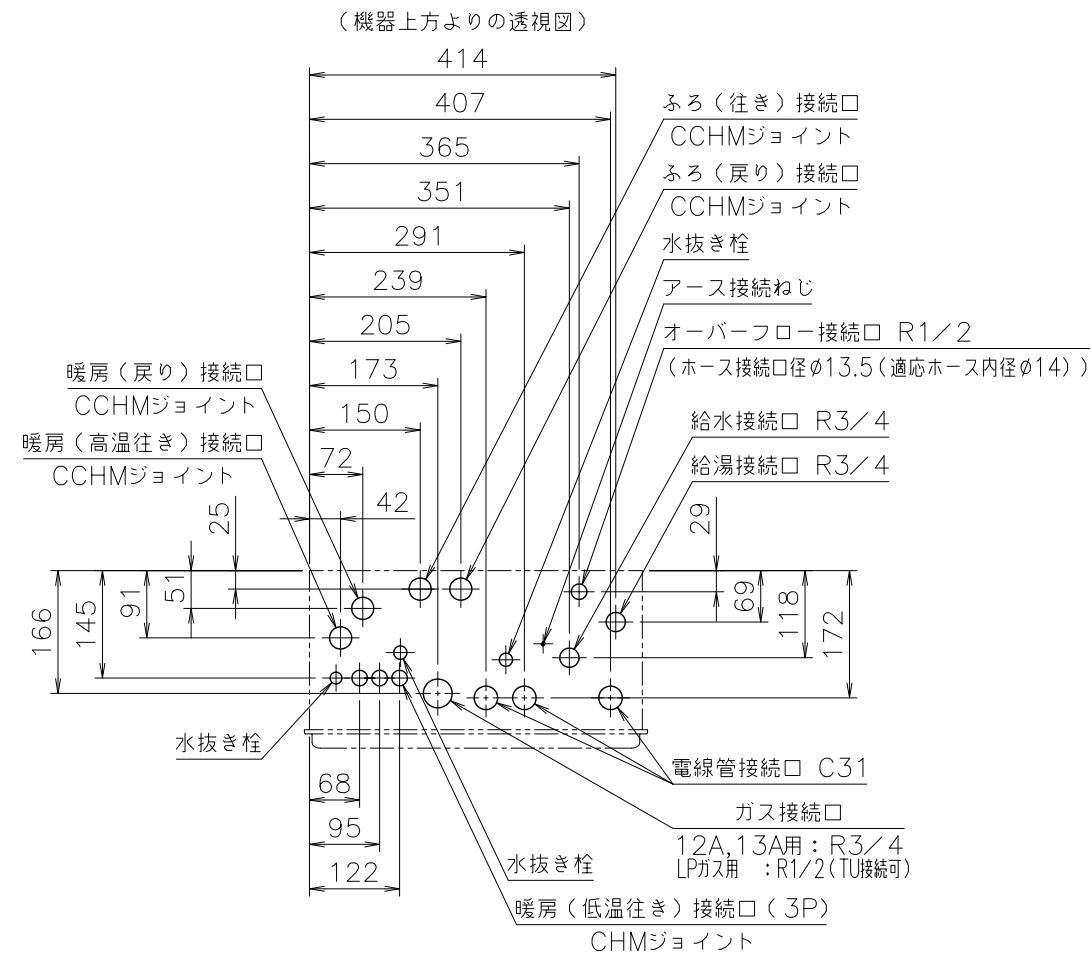 （機器上方よりの透視図）
414
407
365
351
291
239
205
173
150
72
42
ふろ（往き）接続口
CCHMジョイント
ふろ（戻り）接続口
CCHMジョイント
水抜き栓
アース接続ねじ
オーバーフロー接続口 R1／2
（ホース接続口径φ13.5（適応ホース内径φ14））
給水接続口 R3／4
給湯接続口 R3／4
暖房（戻り）接続口
CCHMジョイント
暖房（高温往き）接続口
CCHMジョイント
25
51
91
145
166
29
69
118
172
水抜き栓
68
95
122
電線管接続口 C31
ガス接続口
12A,13A用：R3／4
LPガス用 ：R1／2（TU接続可）
水抜き栓
暖房（低温往き）接続口（3P）
CHMジョイント